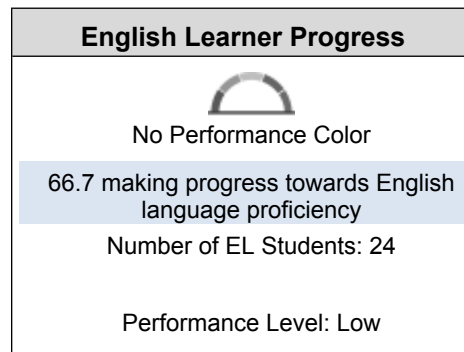 English Learner Progress
No Performance Color
66.7 making progress towards English
language proficiency
Number of EL Students: 24
Performance Level: Low